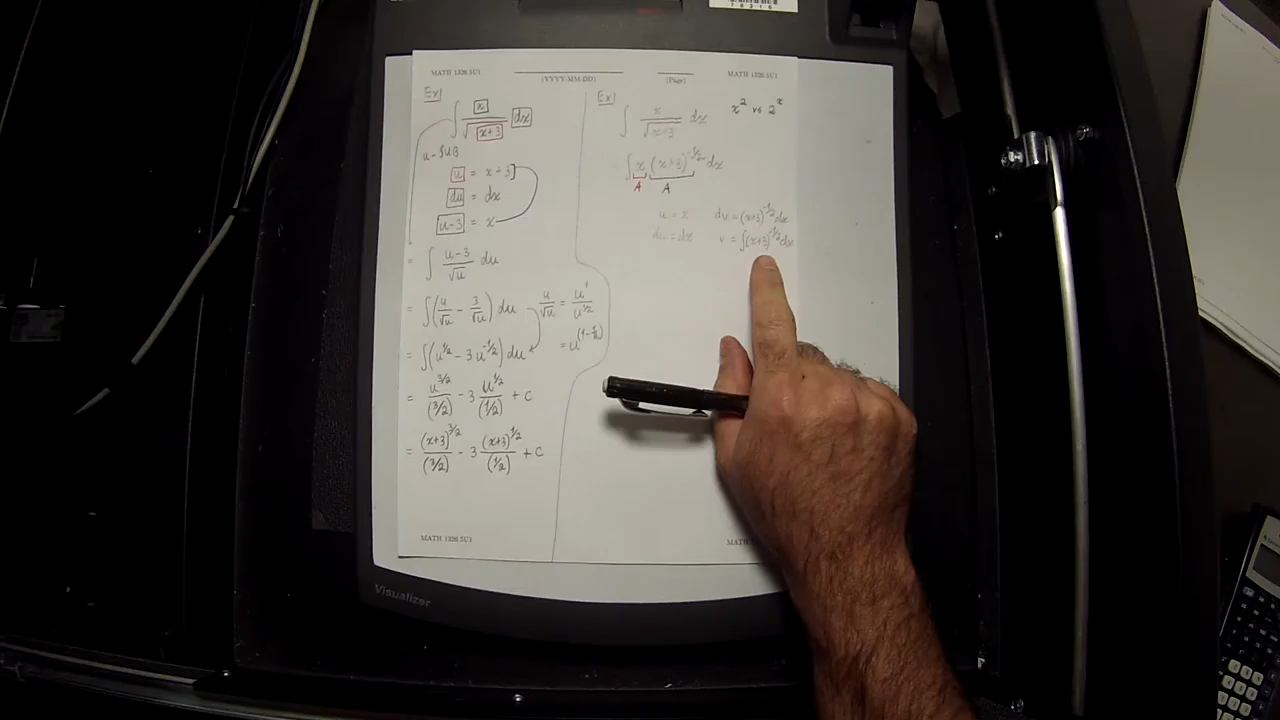 MATH 1326.SU1
(YYYY-MM-DD)
(Page)
MATH 1326.SU1
Ex)
∫ x/√(x+3) dx
u-SUB
u = x+3
du = dx
u-3 = x
= ∫ (u-3)/√u du
= ∫(u/√u - 3/√u) du
u/√u = u^1/u^(1/2)
= u^(1-1/2)
= ∫(u^(1/2) - 3u^(-1/2)) du
= u^(3/2)/(3/2) - 3 u^(1/2)/(1/2) + C
= (x+3)^(3/2)/(3/2) - 3 (x+3)^(1/2)/(1/2) + C
MATH 1326.SU1
Ex)
∫ x/√(x+3) dx
x^2 vs 2^x
∫ x (x+3)^(-1/2) dx
A A
u = x dv = (x+3)^(-1/2) dx
du = dx v = ∫(x+3)^(-1/2) dx
MATH
Visualizer